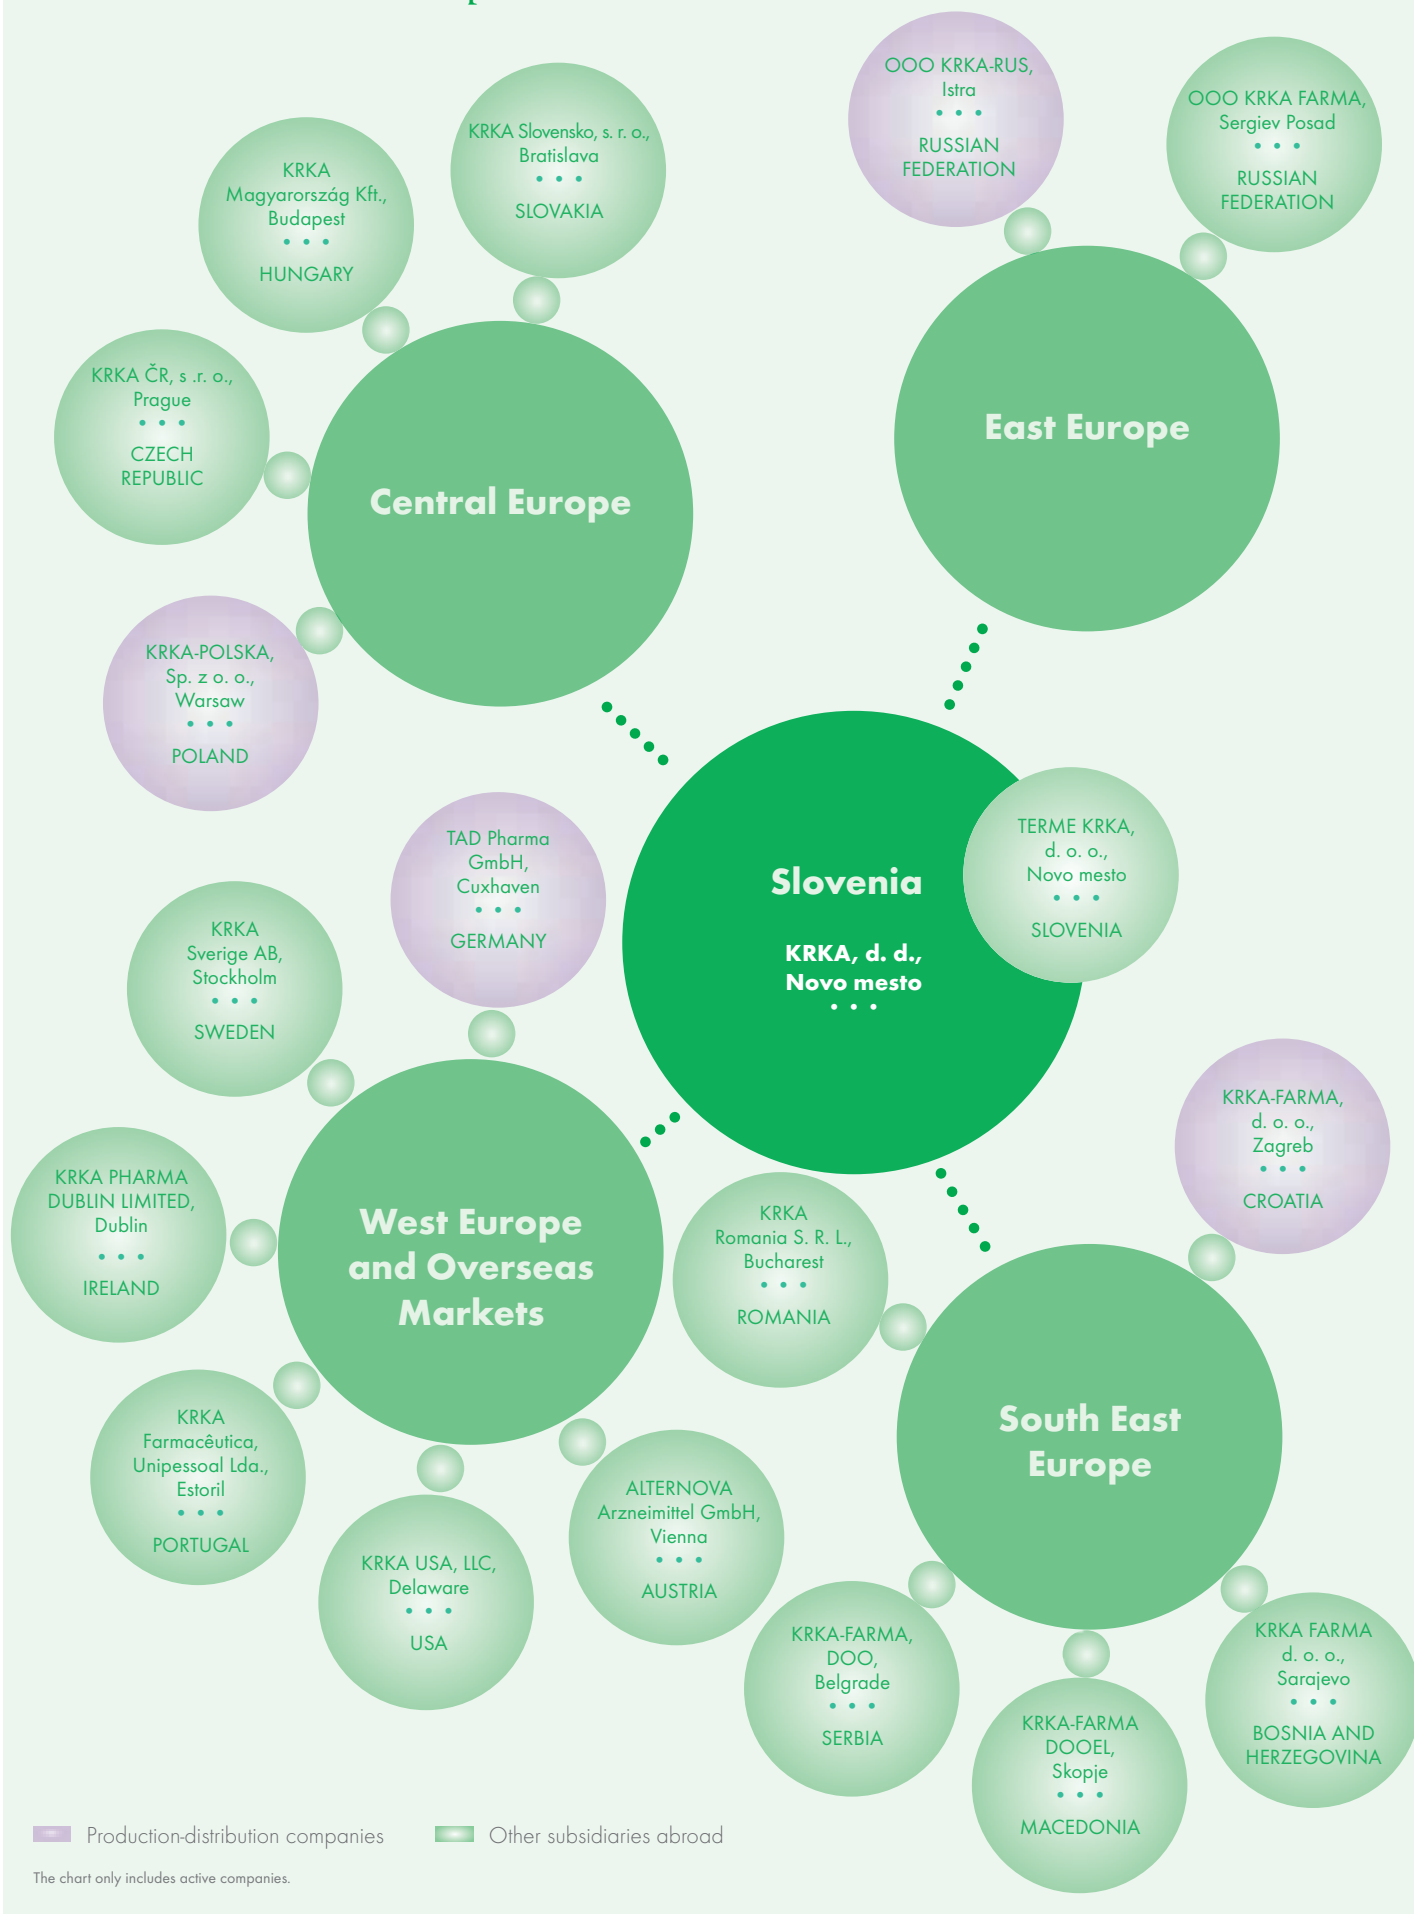 OOO KRKA-RUS,
Istra
• • •
RUSSIAN
FEDERATION
OOO KRKA FARMA,
Sergiev Posad
• • •
RUSSIAN
FEDERATION
East Europe
KRKA Slovensko, s. r. o.,
Bratislava
• • •
SLOVAKIA
KRKA
Magyarország Kft.,
Budapest
• • •
HUNGARY
KRKA ČR, s .r. o.,
Prague
• • •
CZECH
REPUBLIC
Central Europe
KRKA-POLSKA,
Sp. z o. o.,
Warsaw
• • •
POLAND
TAD Pharma
GmbH,
Cuxhaven
• • •
GERMANY
Slovenia
KRKA, d. d.,
Novo mesto
• • •
TERME KRKA,
d. o. o.,
Novo mesto
• • •
SLOVENIA
KRKA
Sverige AB,
Stockholm
• • •
SWEDEN
KRKA PHARMA
DUBLIN LIMITED,
Dublin
• • •
IRELAND
West Europe
and Overseas
Markets
KRKA
Farmacêutica,
Unipessoal Lda.,
Estoril
• • •
PORTUGAL
KRKA USA, LLC,
Delaware
• • •
USA
ALTERNOVA
Arzneimittel GmbH,
Vienna
• • •
AUSTRIA
KRKA
Romania S. R. L.,
Bucharest
• • •
ROMANIA
KRKA-FARMA,
d. o. o.,
Zagreb
• • •
CROATIA
South East
Europe
KRKA-FARMA,
DOO,
Belgrade
• • •
SERBIA
KRKA-FARMA
DOOEL,
Skopje
• • •
MACEDONIA
KRKA FARMA
d. o. o.,
Sarajevo
• • •
BOSNIA AND
HERZEGOVINA
Production-distribution companies
Other subsidiaries abroad
The chart only includes active companies.